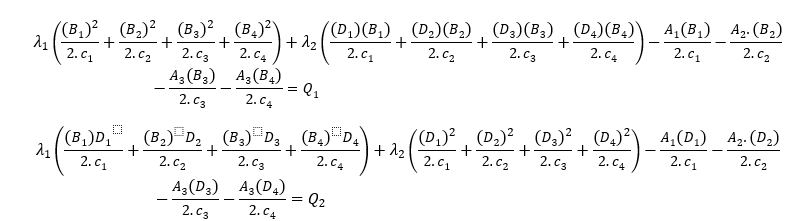 λ₁((B₁)²/2.c₁ + (B₂)²/2.c₂ + (B₃)²/2.c₃ + (B₄)²/2.c₄) + λ₂((D₁)(B₁)/2.c₁ + (D₂)(B₂)/2.c₂ + (D₃)(B₃)/2.c₃ + (D₄)(B₄)/2.c₄) − A₁(B₁)/2.c₁ − A₂.(B₂)/2.c₂
− A₃(B₃)/2.c₃ − A₃(B₄)/2.c₄ = Q₁
λ₁((B₁)D₁/2.c₁ + (B₂)D₂/2.c₂ + (B₃)D₃/2.c₃ + (B₄)D₄/2.c₄) + λ₂((D₁)²/2.c₁ + (D₂)²/2.c₂ + (D₃)²/2.c₃ + (D₄)²/2.c₄) − A₁(D₁)/2.c₁ − A₂.(D₂)/2.c₂
− A₃(D₃)/2.c₃ − A₃(D₄)/2.c₄ = Q₂